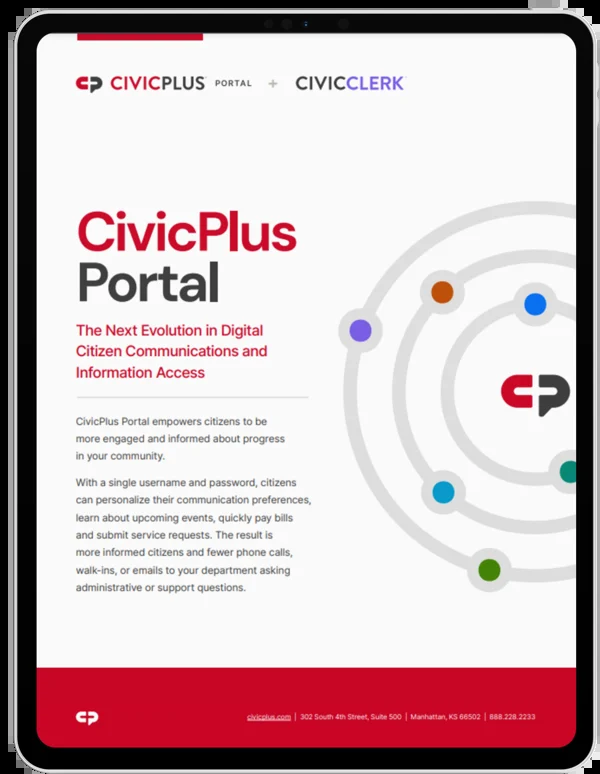 CIVICPLUS PORTAL + CIVICCLERK
CivicPlus
Portal
The Next Evolution in Digital
Citizen Communications and
Information Access
CivicPlus Portal empowers citizens to be
more engaged and informed about progress
in your community.
With a single username and password, citizens
can personalize their communication preferences,
learn about upcoming events, quickly pay bills
and submit service requests. The result is
more informed citizens and fewer phone calls,
walk-ins, or emails to your department asking
administrative or support questions.
civicplus.com | 302 South 4th Street, Suite 500 | Manhattan, KS 66502 | 888.228.2233